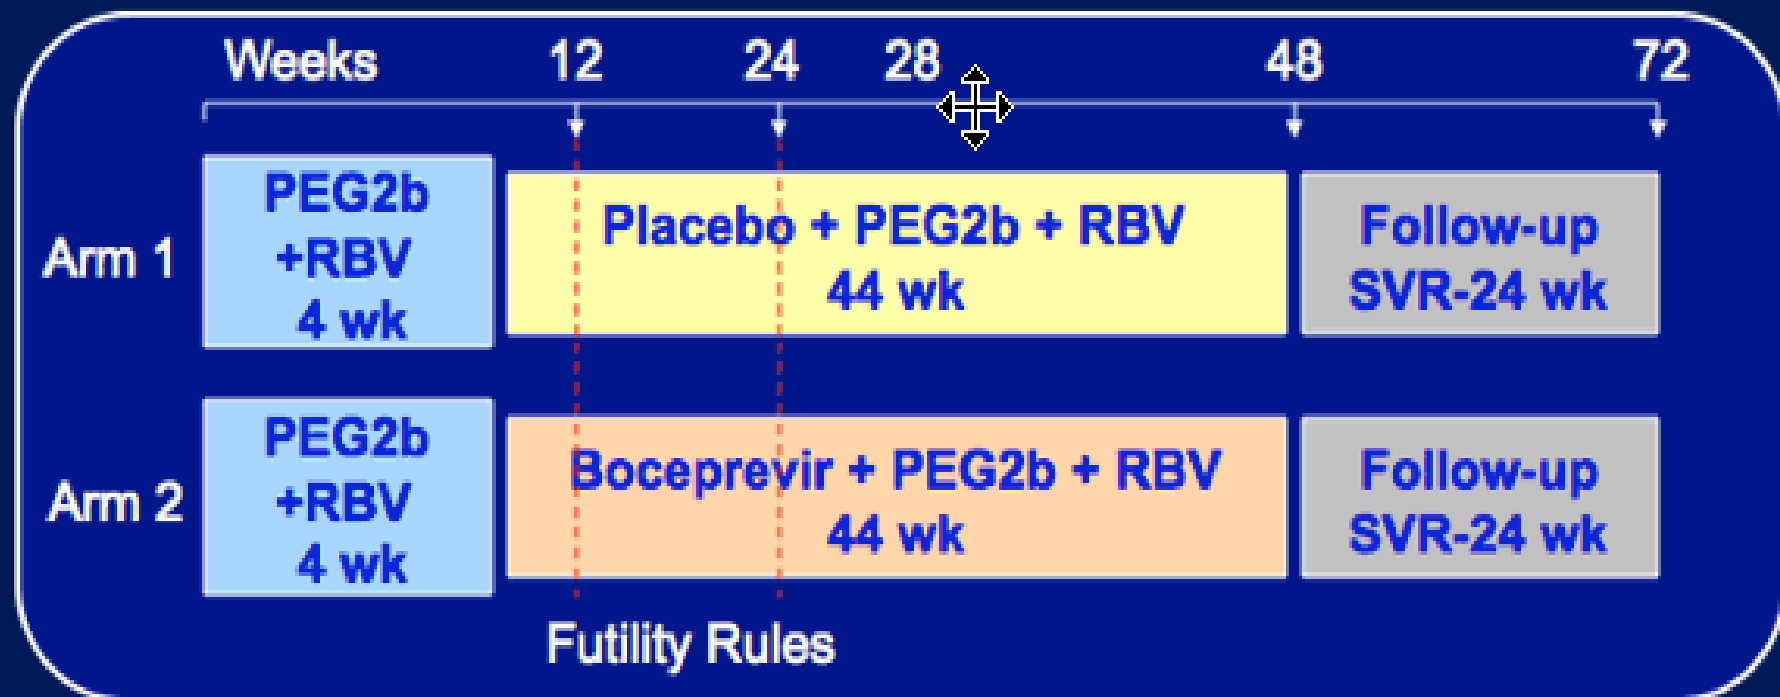 Weeks 12 24 28 48 72
Arm 1
PEG2b
+RBV
4 wk
Placebo + PEG2b + RBV
44 wk
Follow-up
SVR-24 wk
Arm 2
PEG2b
+RBV
4 wk
Boceprevir + PEG2b + RBV
44 wk
Follow-up
SVR-24 wk
Futility Rules